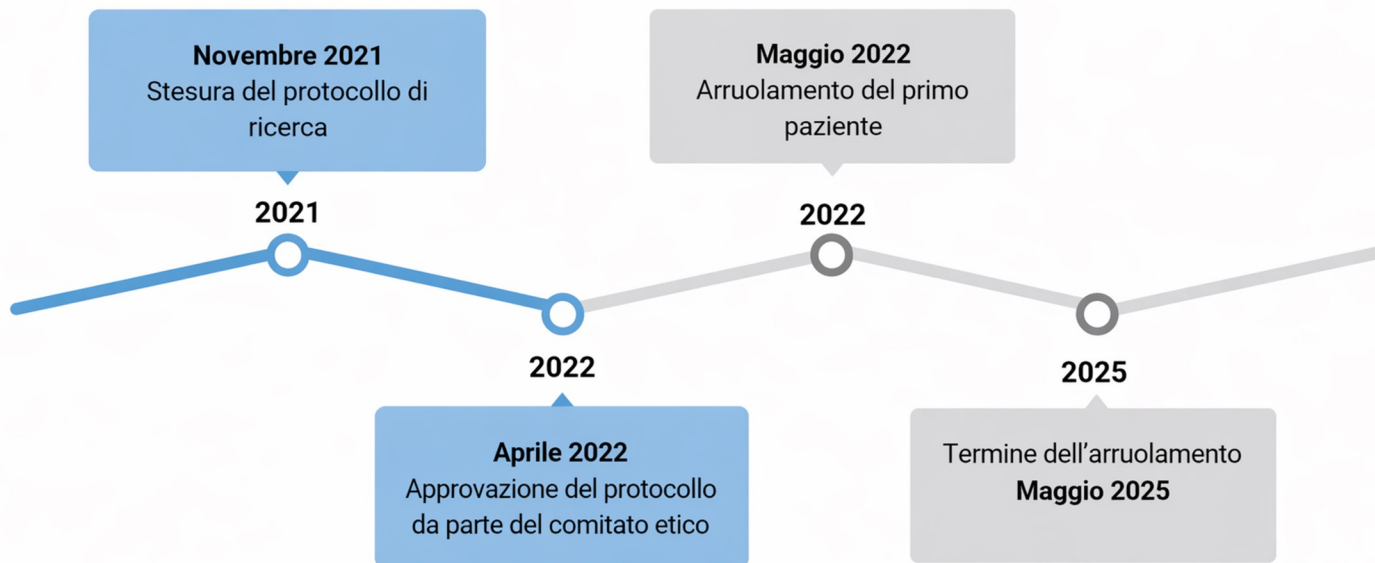 Novembre 2021
Stesura del protocollo di
ricerca
2021
Maggio 2022
Arruolamento del primo
paziente
2022
2022
Aprile 2022
Approvazione del protocollo
da parte del comitato etico
2025
Termine dell’arruolamento
Maggio 2025